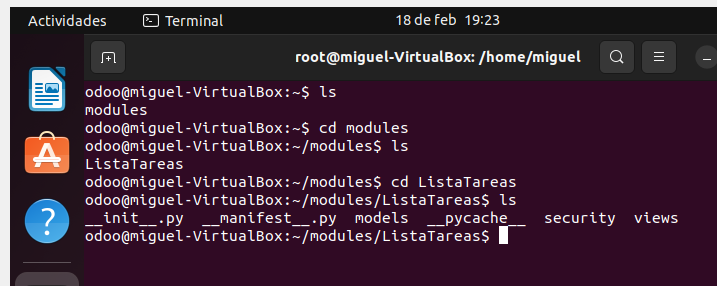 Actividades Terminal 18 de feb 19:23
root@miguel-VirtualBox: /home/miguel
odoo@miguel-VirtualBox:~$ ls
modules
odoo@miguel-VirtualBox:~$ cd modules
odoo@miguel-VirtualBox:~/modules$ ls
ListaTareas
odoo@miguel-VirtualBox:~/modules$ cd ListaTareas
odoo@miguel-VirtualBox:~/modules/ListaTareas$ ls
__init__.py  __manifest__.py  models  __pycache__  security  views
odoo@miguel-VirtualBox:~/modules/ListaTareas$